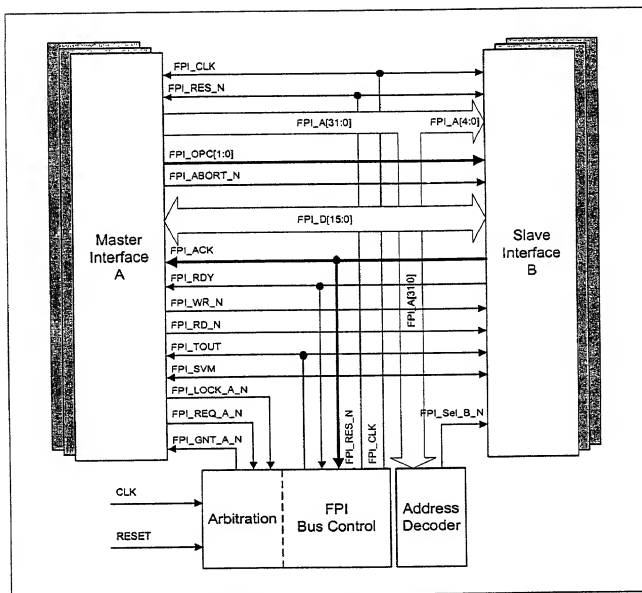 FPI_CLK
FPI_RES_N
FPI_A[31:0]
FPI_A[4:0]
FPI_OPC[1:0]
FPI_ABORT_N
FPI_D[15:0]
Master
Interface
A
Slave
Interface
B
FPI_ACK
FPI_RDY
FPI_A[31:0]
FPI_WR_N
FPI_RD_N
FPI_TOUT
FPI_SVM
FPI_LOCK_A_N
FPI_REQ_A_N
FPI_GNT_A_N
FPI_RES_N
FPI_CLK
FPI_Sel_B_N
CLK
RESET
Arbitration
FPI
Bus Control
Address
Decoder